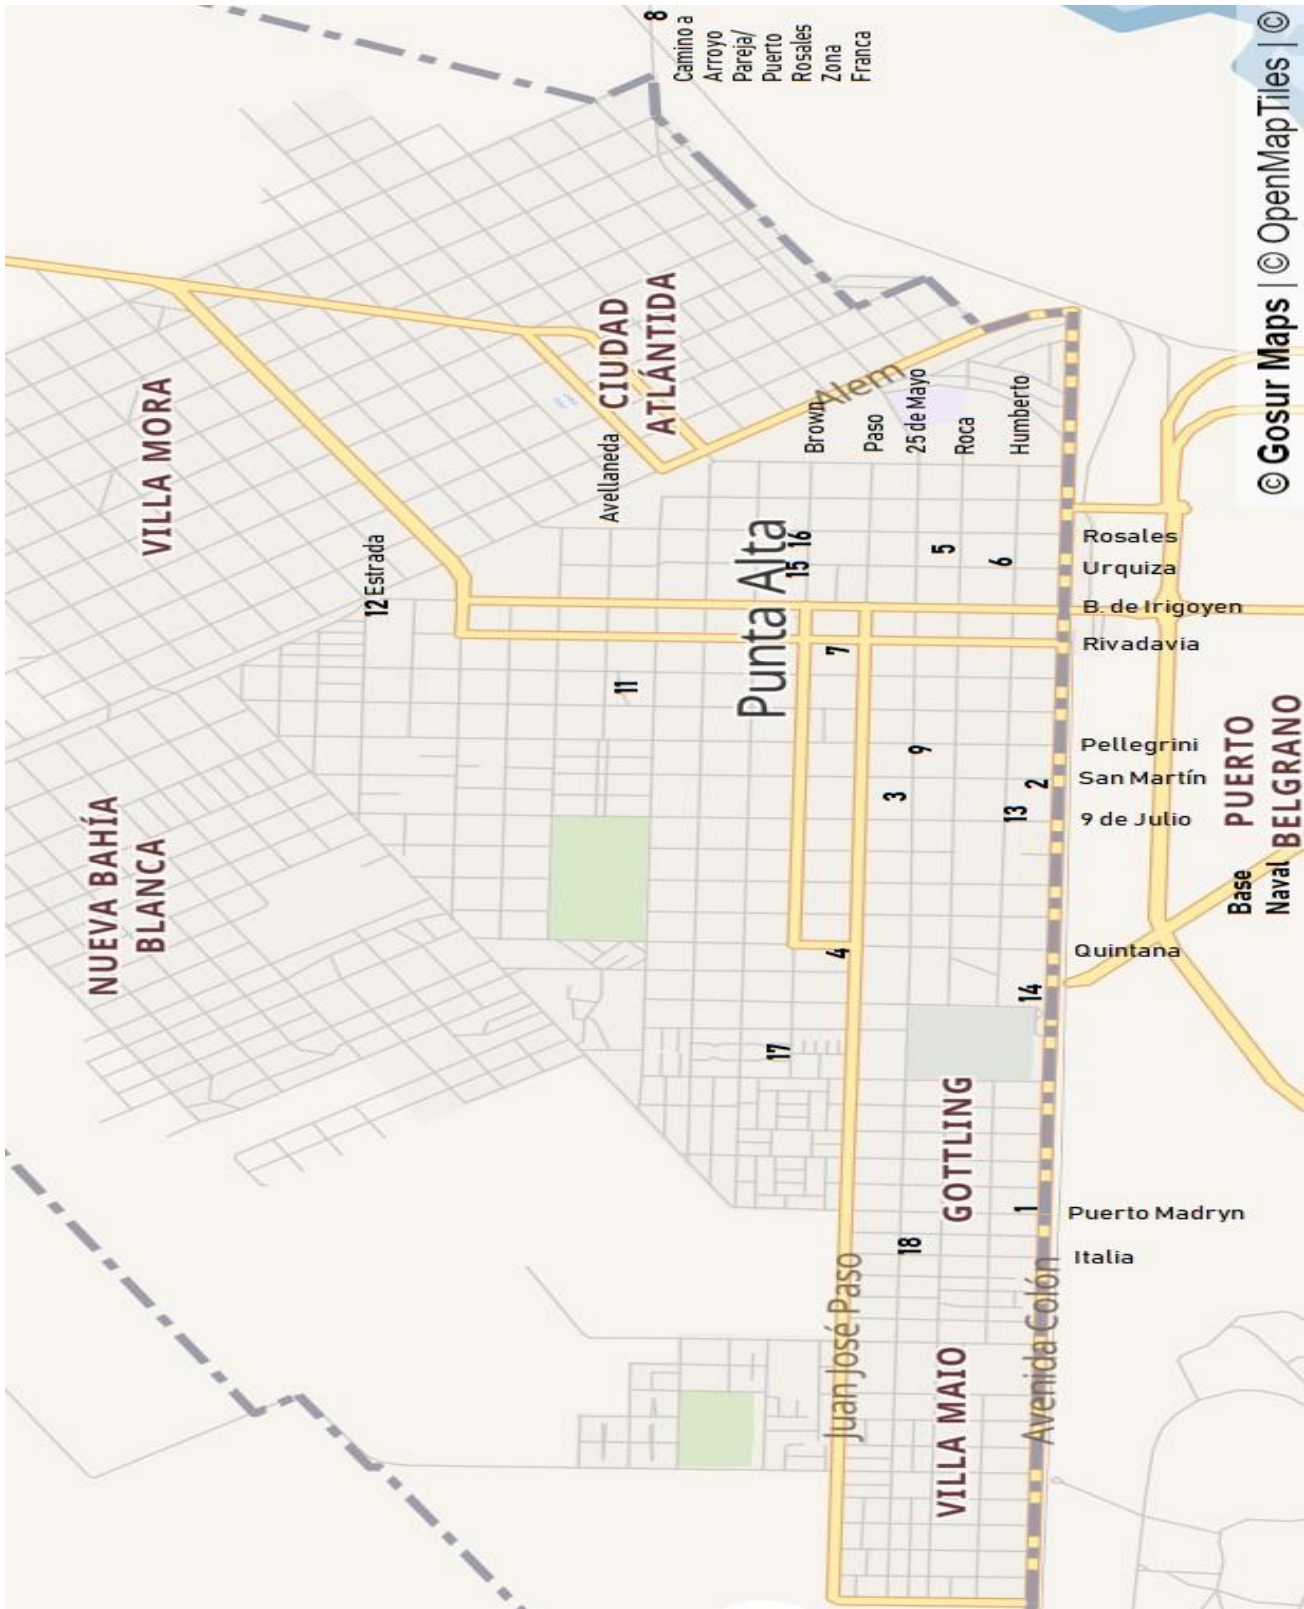 8
Camino a
Arroyo
Pareja/
Puerto
Rosales
Zona
Franca
© Gosur Maps | © OpenMapTiles | ©
VILLA MORA
CIUDAD
ATLÁNTIDA
Alem
Avellaneda
Brown
Paso
25 de Mayo
Roca
Humberto
12 Estrada
Punta Alta
15
16
5
6
Rosales
Urquiza
B. de Irigoyen
Rivadavia
7
11
NUEVA BAHÍA
BLANCA
9
3
2
13
Pellegrini
San Martín
9 de Julio
PUERTO
BELGRANO
Base
Naval
4
Quintana
14
17
GOTTLING
1
Puerto Madryn
18
Italia
Juan José Paso
Avenida Colón
VILLA MAIO